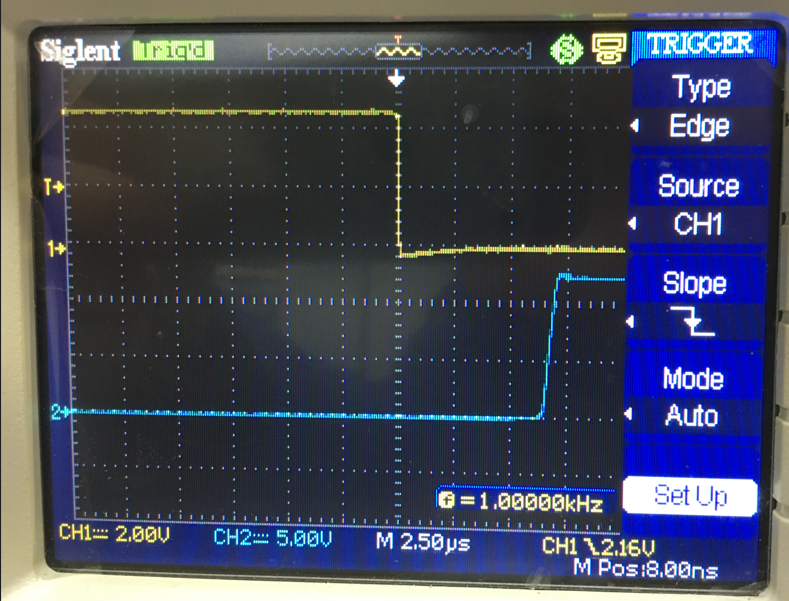 Siglent Trig'd TRIGGER
T
Type
Edge
T
Source
CH1
1
Slope
Mode
Auto
2
Set Up
f = 1.00000kHz
CH1 2.00V CH2 5.00V M 2.50µs CH1 2.16V
M Pos:8.00ns